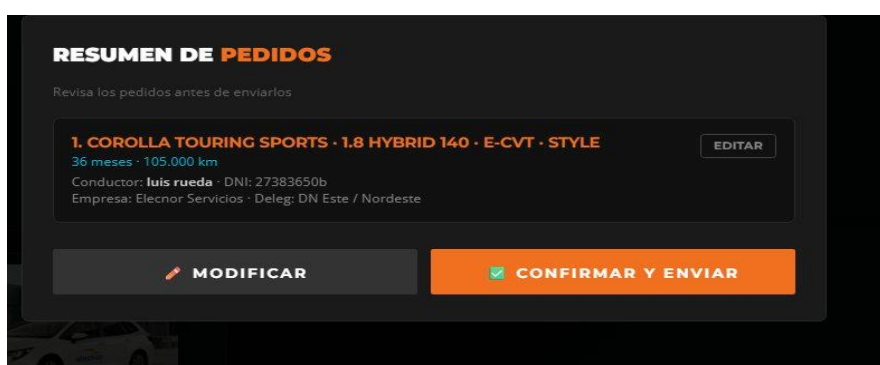 RESUMEN DE PEDIDOS
Revisa los pedidos antes de enviarlos
1. COROLLA TOURING SPORTS · 1.8 HYBRID 140 · E-CVT · STYLE
EDITAR
36 meses · 105.000 km
Conductor: luis rueda · DNI: 27383650b
Empresa: Elecnor Servicios · Deleg: DN Este / Nordeste
MODIFICAR
CONFIRMAR Y ENVIAR